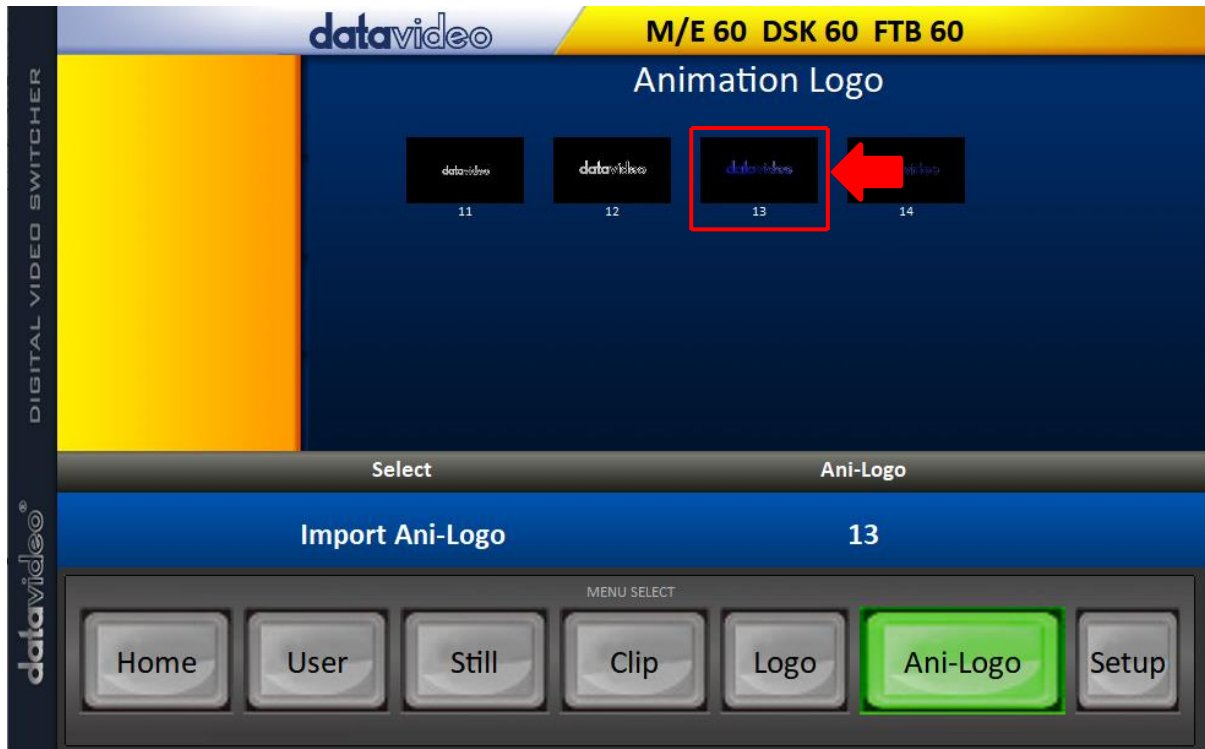 datavideo M/E 60 DSK 60 FTB 60
Animation Logo
datavideo datavideo datavideo
11 12 13 14
Select Ani-Logo
Import Ani-Logo 13
MENU SELECT
Home User Still Clip Logo Ani-Logo Setup
DIGITAL VIDEO SWITCHER
datavideo®